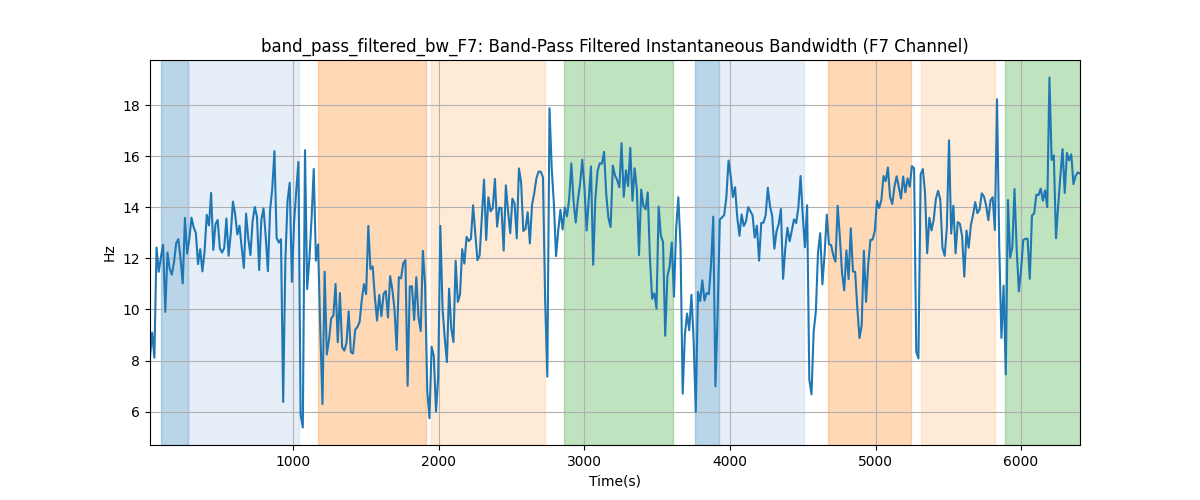 band_pass_filtered_bw_F7: Band-Pass Filtered Instantaneous Bandwidth (F7 Channel)
Hz
18
16
14
12
10
8
6
1000 2000 3000 4000 5000 6000
Time(s)